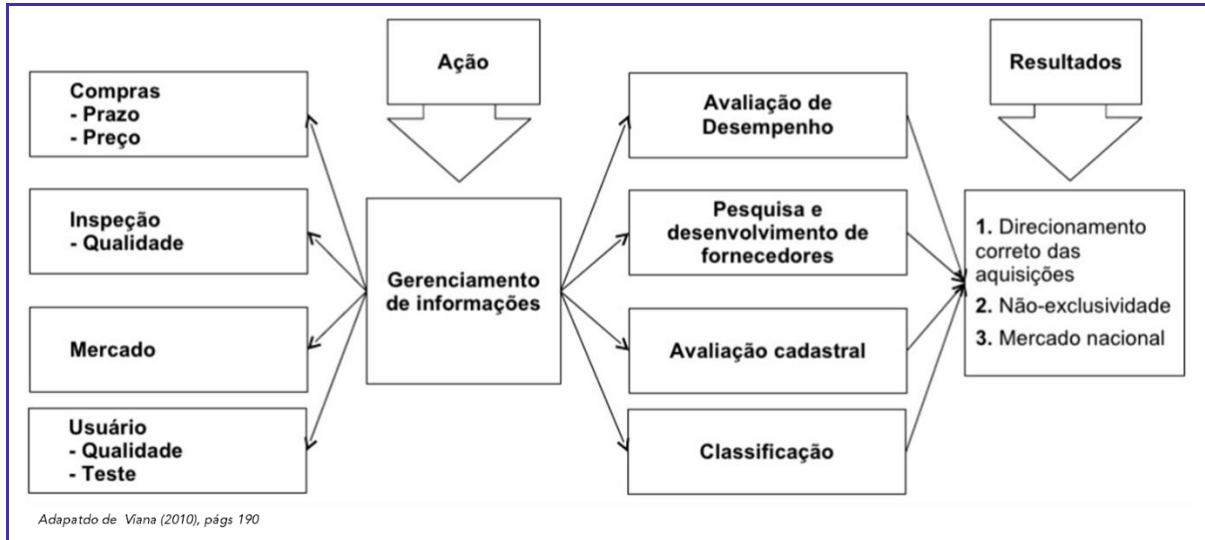 Compras
- Prazo
- Preço
Inspeção
- Qualidade
Mercado
Usuário
- Qualidade
- Teste
Ação
Gerenciamento
de informações
Avaliação de
Desempenho
Pesquisa e
desenvolvimento de
fornecedores
Avaliação cadastral
Classificação
Resultados
1. Direcionamento
correto das
aquisições
2. Não-exclusividade
3. Mercado nacional
Adapatdo de Viana (2010), págs 190